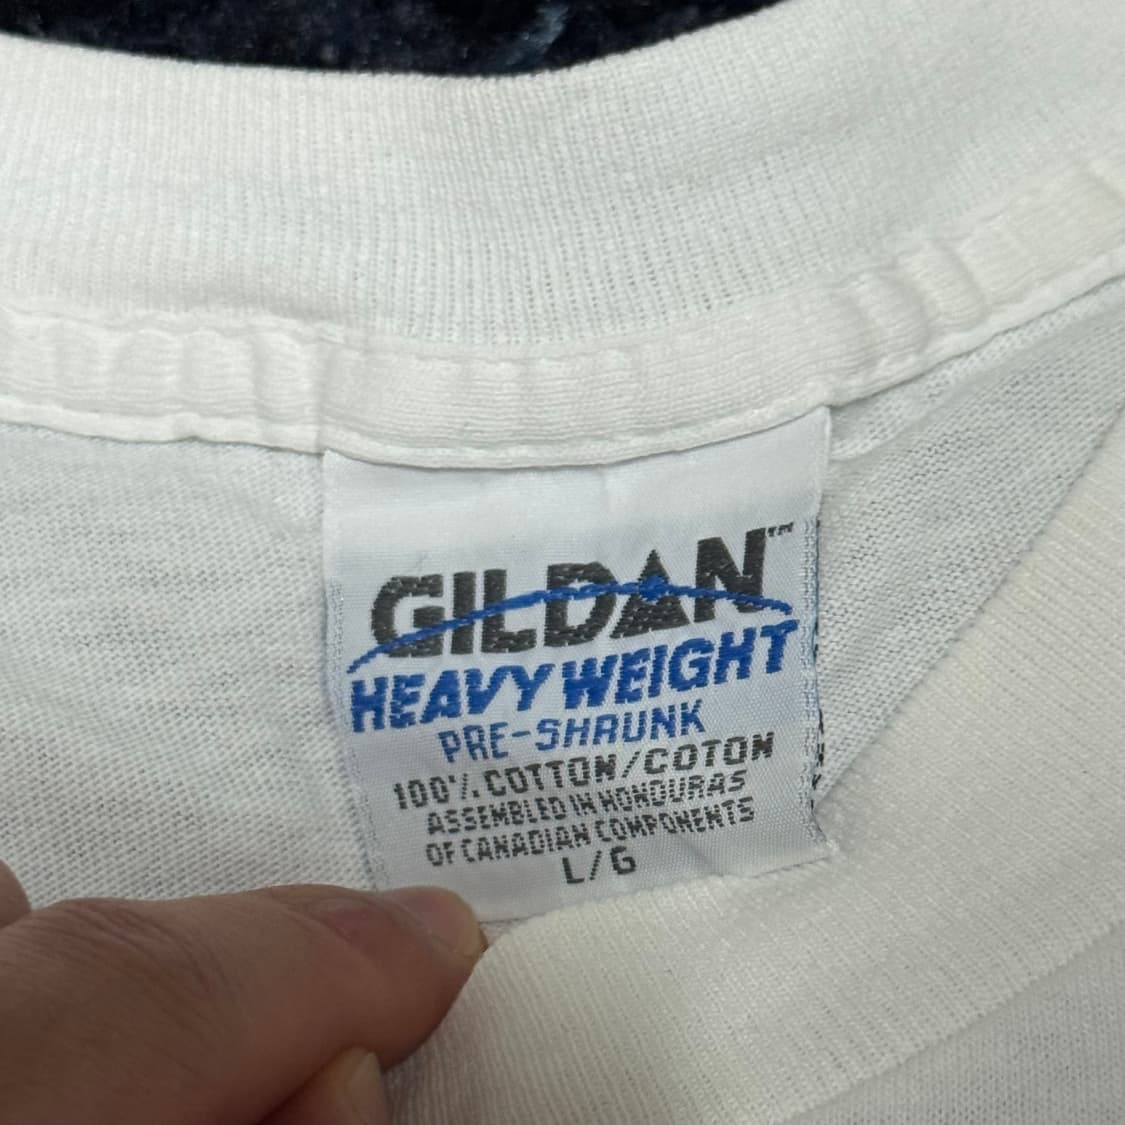 GILDAN™
HEAVY WEIGHT
PRE-SHRUNK
100% COTTON/COTON
ASSEMBLED IN HONDURAS
OF CANADIAN COMPONENTS
L/G